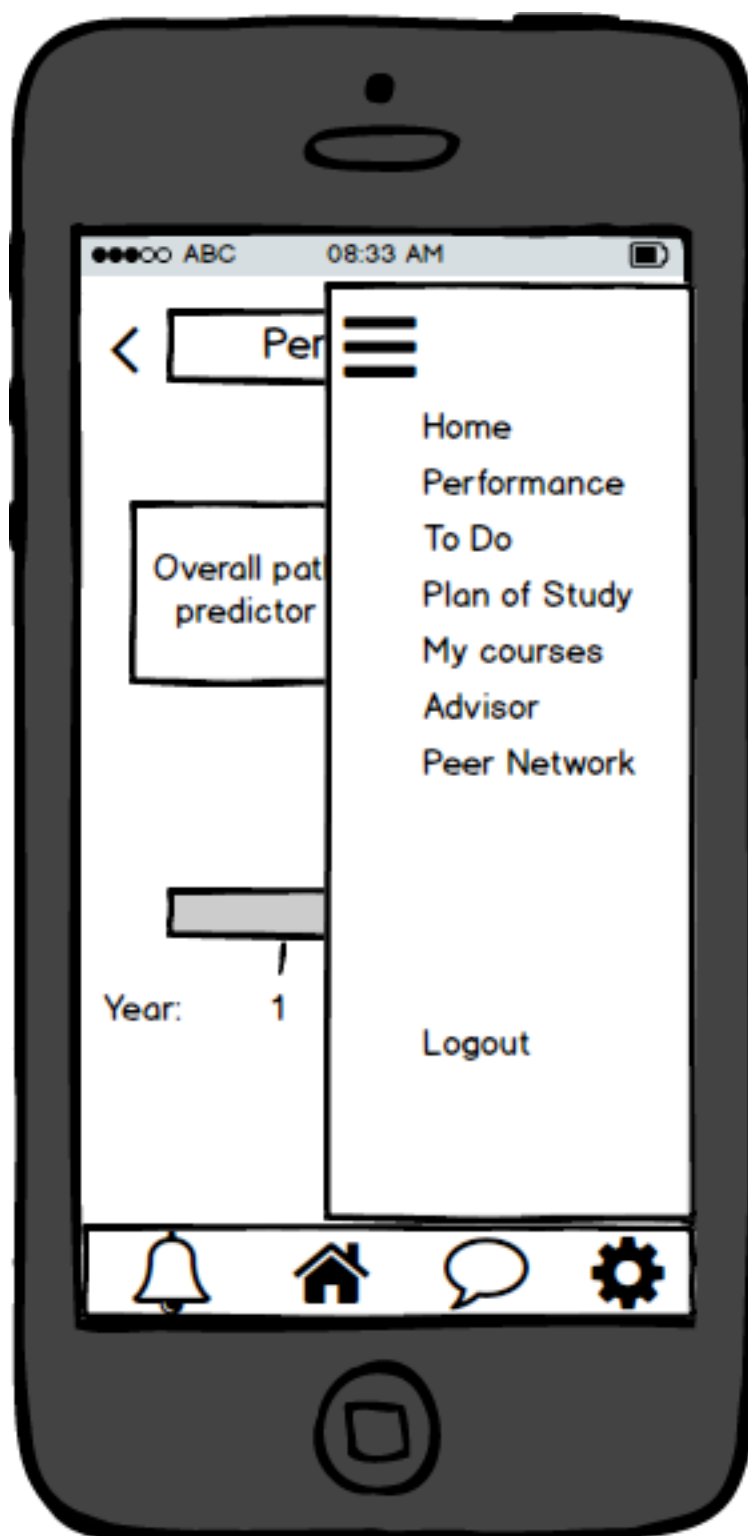 ABC 08:33 AM
Per
Home
Performance
To Do
Plan of Study
My courses
Advisor
Peer Network
Logout
Overall pat
predictor
Year: 1